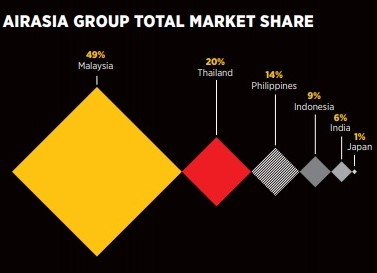 AIRASIA GROUP TOTAL MARKET SHARE
49%
Malaysia
20%
Thailand
14%
Philippines
9%
Indonesia
6%
India
1%
Japan